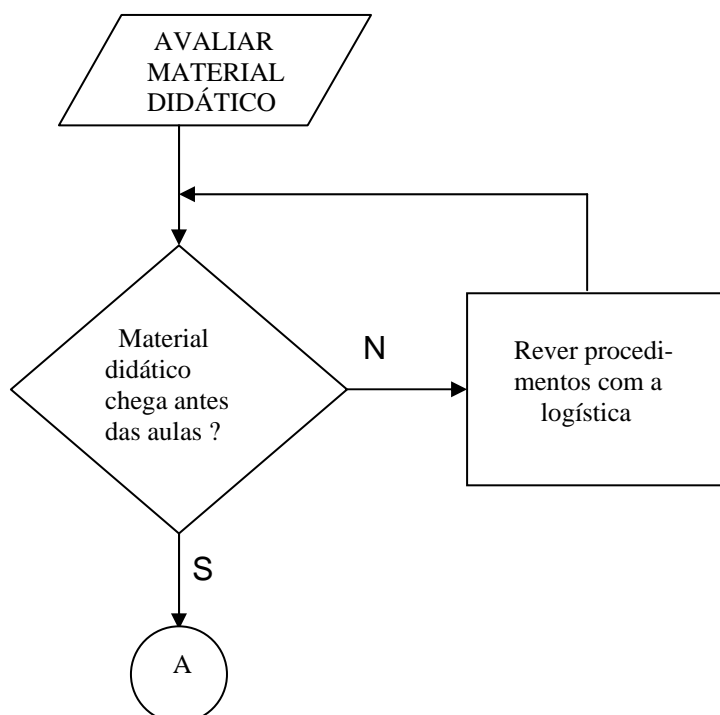 AVALIAR
MATERIAL
DIDÁTICO
Material
didático
chega antes
das aulas ?
N
Rever procedi-
mentos com a
logística
S
A